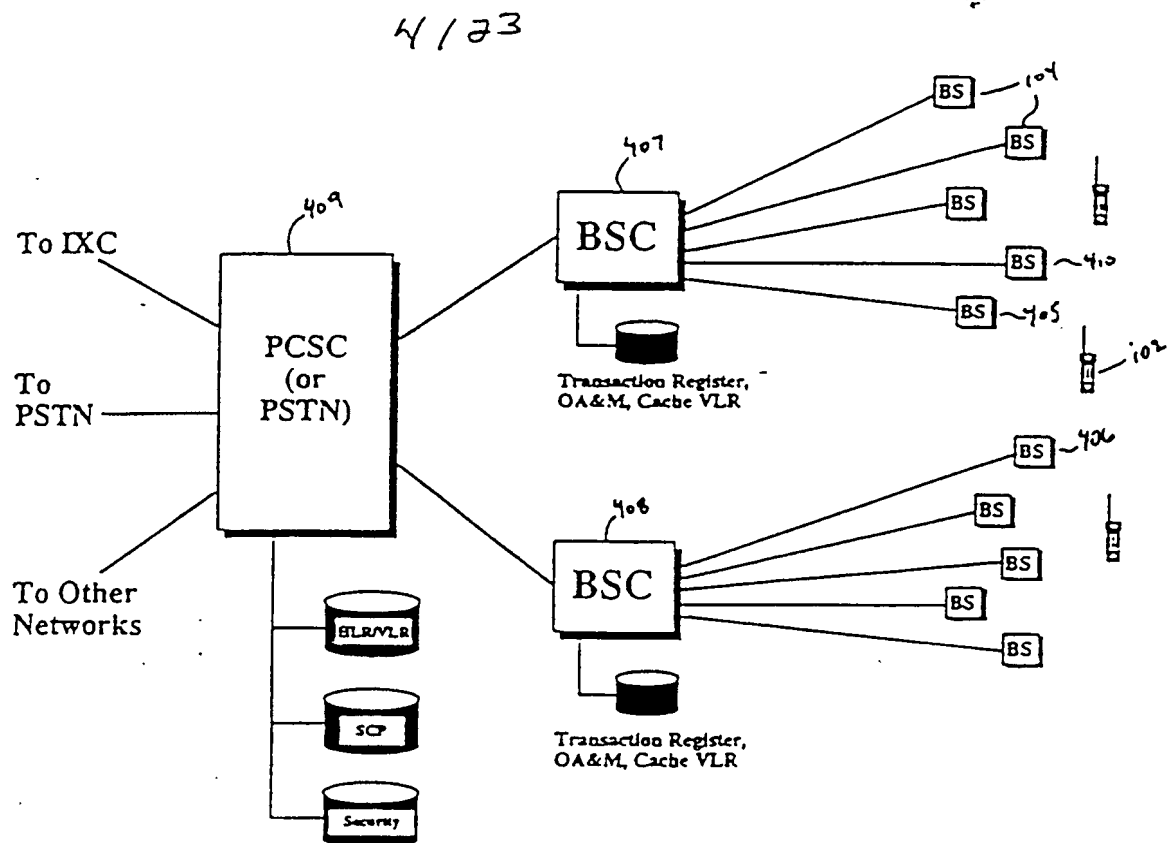 4/23
BS
104
BS
407
BSC
BS
409
To IXC
BS
410
BS
405
PCSC
(or
PSTN)
102
To
PSTN
Transaction Register,
OA&M, Cache VLR
BS
406
408
BS
BSC
BS
To Other
Networks
BS
HLR/VLR
BS
SCP
Transaction Register,
OA&M, Cache VLR
Security